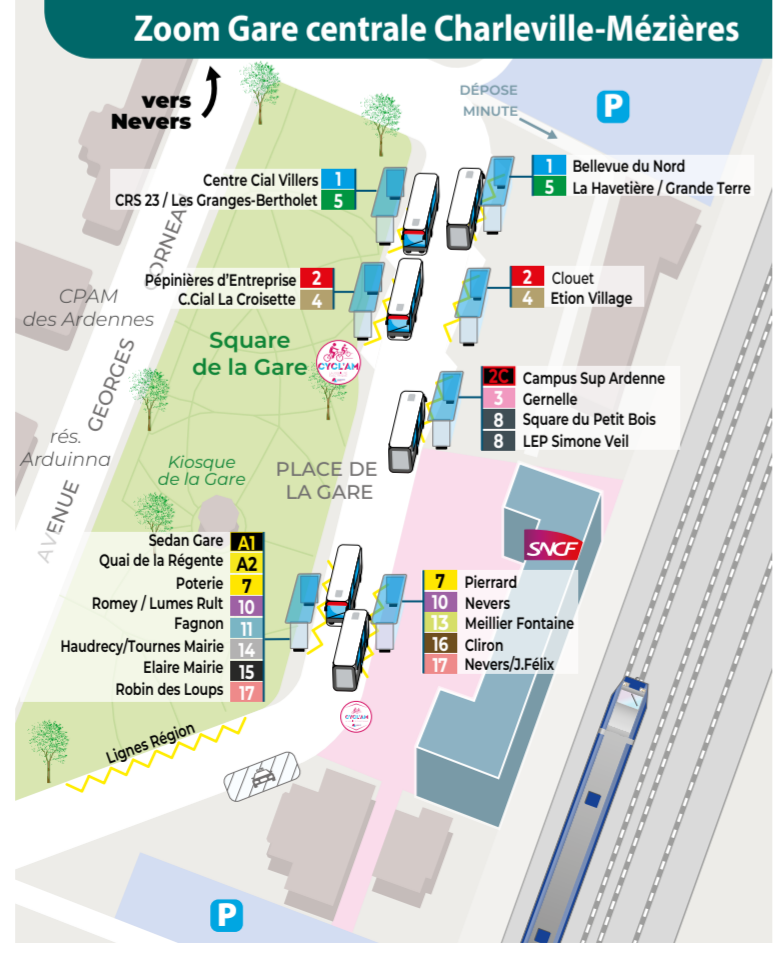 Zoom Gare centrale Charleville-Mézières
vers
Nevers
DÉPOSE
MINUTE
P
Centre Cial Villers 1
CRS 23 / Les Granges-Bertholet 5
1 Bellevue du Nord
5 La Havetière / Grande Terre
Pépinières d'Entreprise 2
C.Cial La Croisette 4
2 Clouet
4 Etion Village
CPAM
des Ardennes
AVENUE GEORGES CORNEAU
Square
de la Gare
CYCL'AM
2C Campus Sup Ardenne
3 Gernelle
8 Square du Petit Bois
8 LEP Simone Veil
rés.
Arduinna
Kiosque
de la Gare
PLACE DE
LA GARE
SNCF
Sedan Gare A1
Quai de la Régente A2
Poterie 7
Romey / Lumes Rult 10
Fagnon 11
Haudrecy/Tournes Mairie 14
Elaire Mairie 15
Robin des Loups 17
7 Pierrard
10 Nevers
13 Meillier Fontaine
16 Cliron
17 Nevers/J.Félix
CYCL'AM
Lignes Région
P